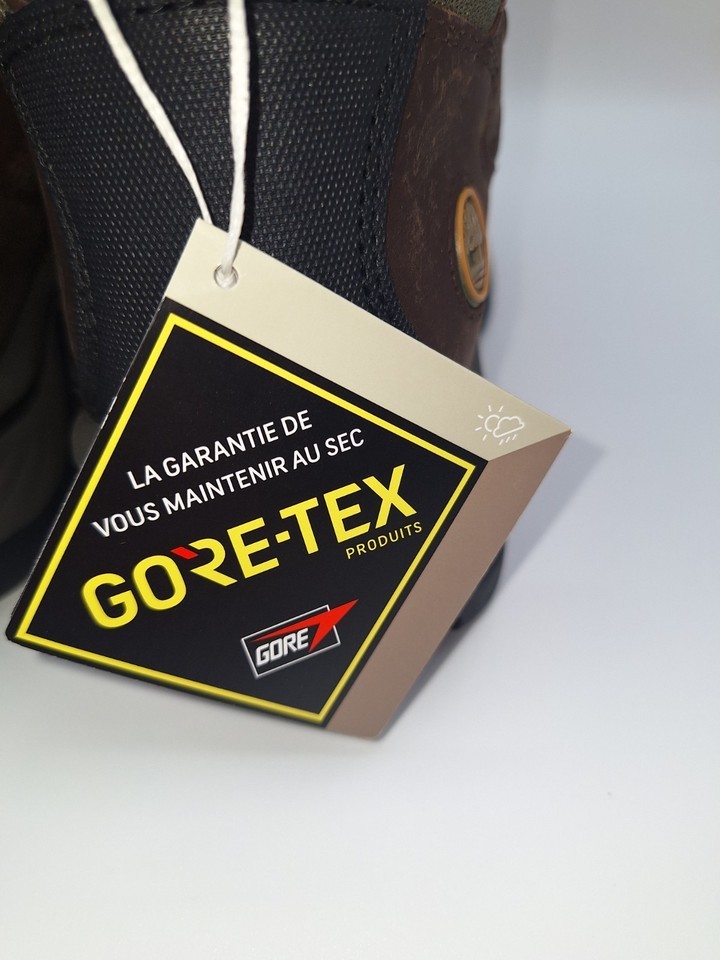 LA GARANTIE DE
VOUS MAINTENIR AU SEC
GORE-TEX
PRODUITS
GORE